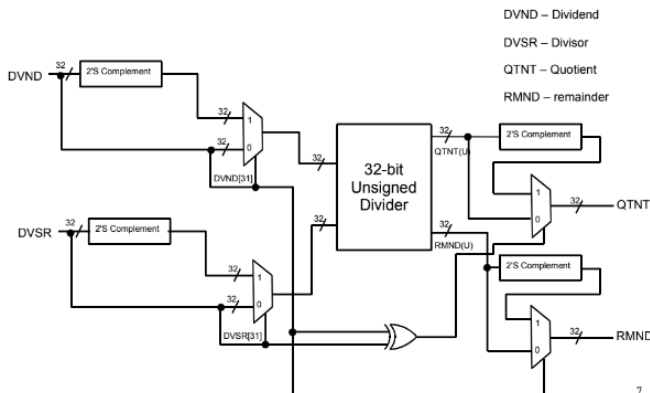 DVND – Dividend
DVSR – Divisor
QTNT – Quotient
RMND – remainder
DVND
32
2'S Complement
32
1
32
0
DVND[31]
32
32-bit
Unsigned
Divider
32
QTNT(U)
2'S Complement
1
0
32
QTNT
DVSR
32
2'S Complement
32
1
32
0
DVSR[31]
32
32
RMND(U)
2'S Complement
1
0
32
RMND
7